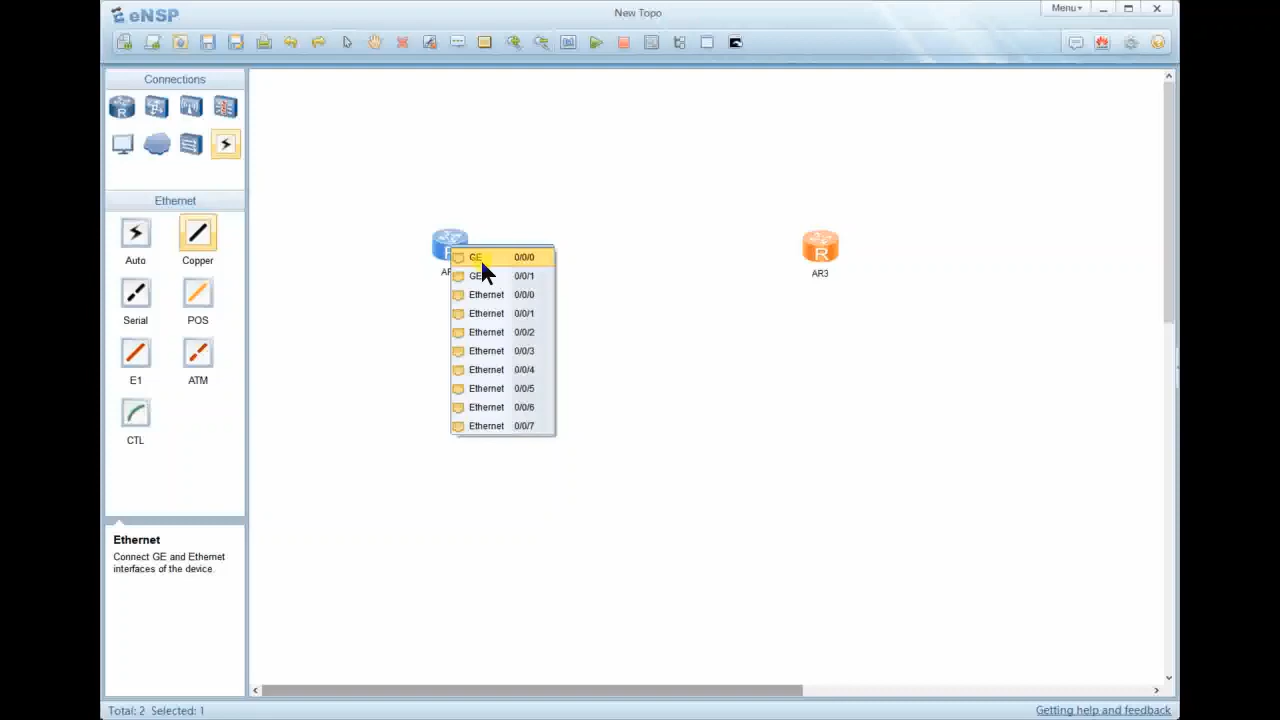 eNSP
New Topo
Menu
Connections
Ethernet
Auto
Copper
Serial
POS
E1
ATM
CTL
Ethernet
Connect GE and Ethernet
interfaces of the device
R
GE 0/0/0
GE 0/0/1
Ethernet 0/0/0
Ethernet 0/0/1
Ethernet 0/0/2
Ethernet 0/0/3
Ethernet 0/0/4
Ethernet 0/0/5
Ethernet 0/0/6
Ethernet 0/0/7
R
AR3
Total: 2 Selected: 1
Getting help and feedback